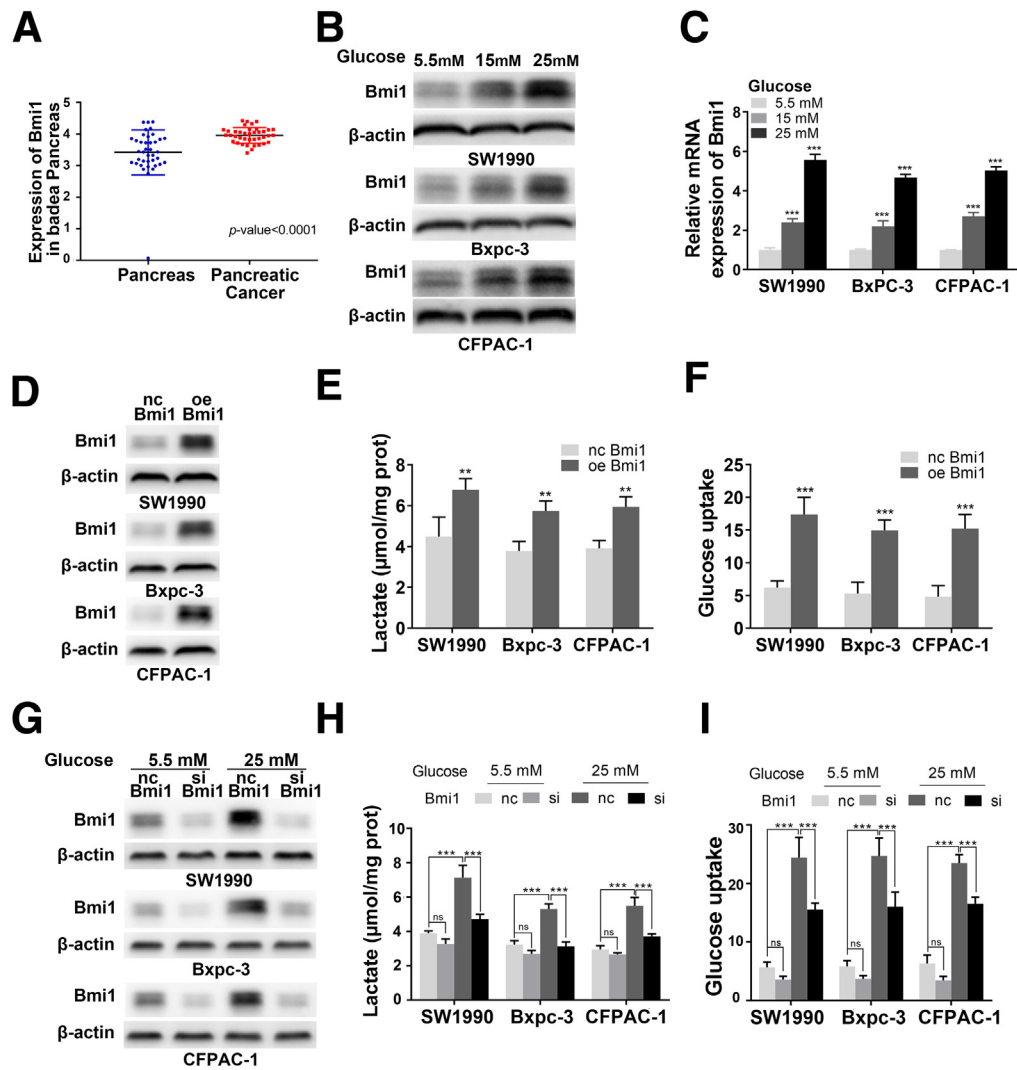 A
Expression of Bmi1
in badea Pancreas
5
4
3
2
1
0
p-value<0.0001
Pancreas
Pancreatic
Cancer
B
Glucose 5.5mM 15mM 25mM
Bmi1
β-actin
SW1990
Bmi1
β-actin
Bxpc-3
Bmi1
β-actin
CFPAC-1
C
Glucose
5.5 mM
15 mM
25 mM
Relative mRNA
expression of Bmi1
8
6
4
2
0
*** *** *** *** *** ***
SW1990 BxPC-3 CFPAC-1
D
nc oe
Bmi1 Bmi1
Bmi1
β-actin
SW1990
Bmi1
β-actin
Bxpc-3
Bmi1
β-actin
CFPAC-1
E
nc Bmi1
oe Bmi1
Lactate (μmol/mg prot)
8
6
4
2
0
** ** **
SW1990 Bxpc-3 CFPAC-1
F
nc Bmi1
oe Bmi1
Glucose uptake
25
20
15
10
5
0
*** *** ***
SW1990 Bxpc-3 CFPAC-1
G
Glucose 5.5 mM 25 mM
nc si nc si
Bmi1 Bmi1 Bmi1 Bmi1
Bmi1
β-actin
SW1990
Bmi1
β-actin
Bxpc-3
Bmi1
β-actin
CFPAC-1
H
Glucose 5.5 mM 25 mM
Bmi1 nc si nc si
Lactate (μmol/mg prot)
10
8
6
4
2
0
*** *** *** *** *** ***
ns ns ns
SW1990 Bxpc-3 CFPAC-1
I
Glucose 5.5 mM 25 mM
Bmi1 nc si nc si
Glucose uptake
30
20
10
0
*** *** *** *** *** ***
ns ns ns
SW1990 Bxpc-3 CFPAC-1